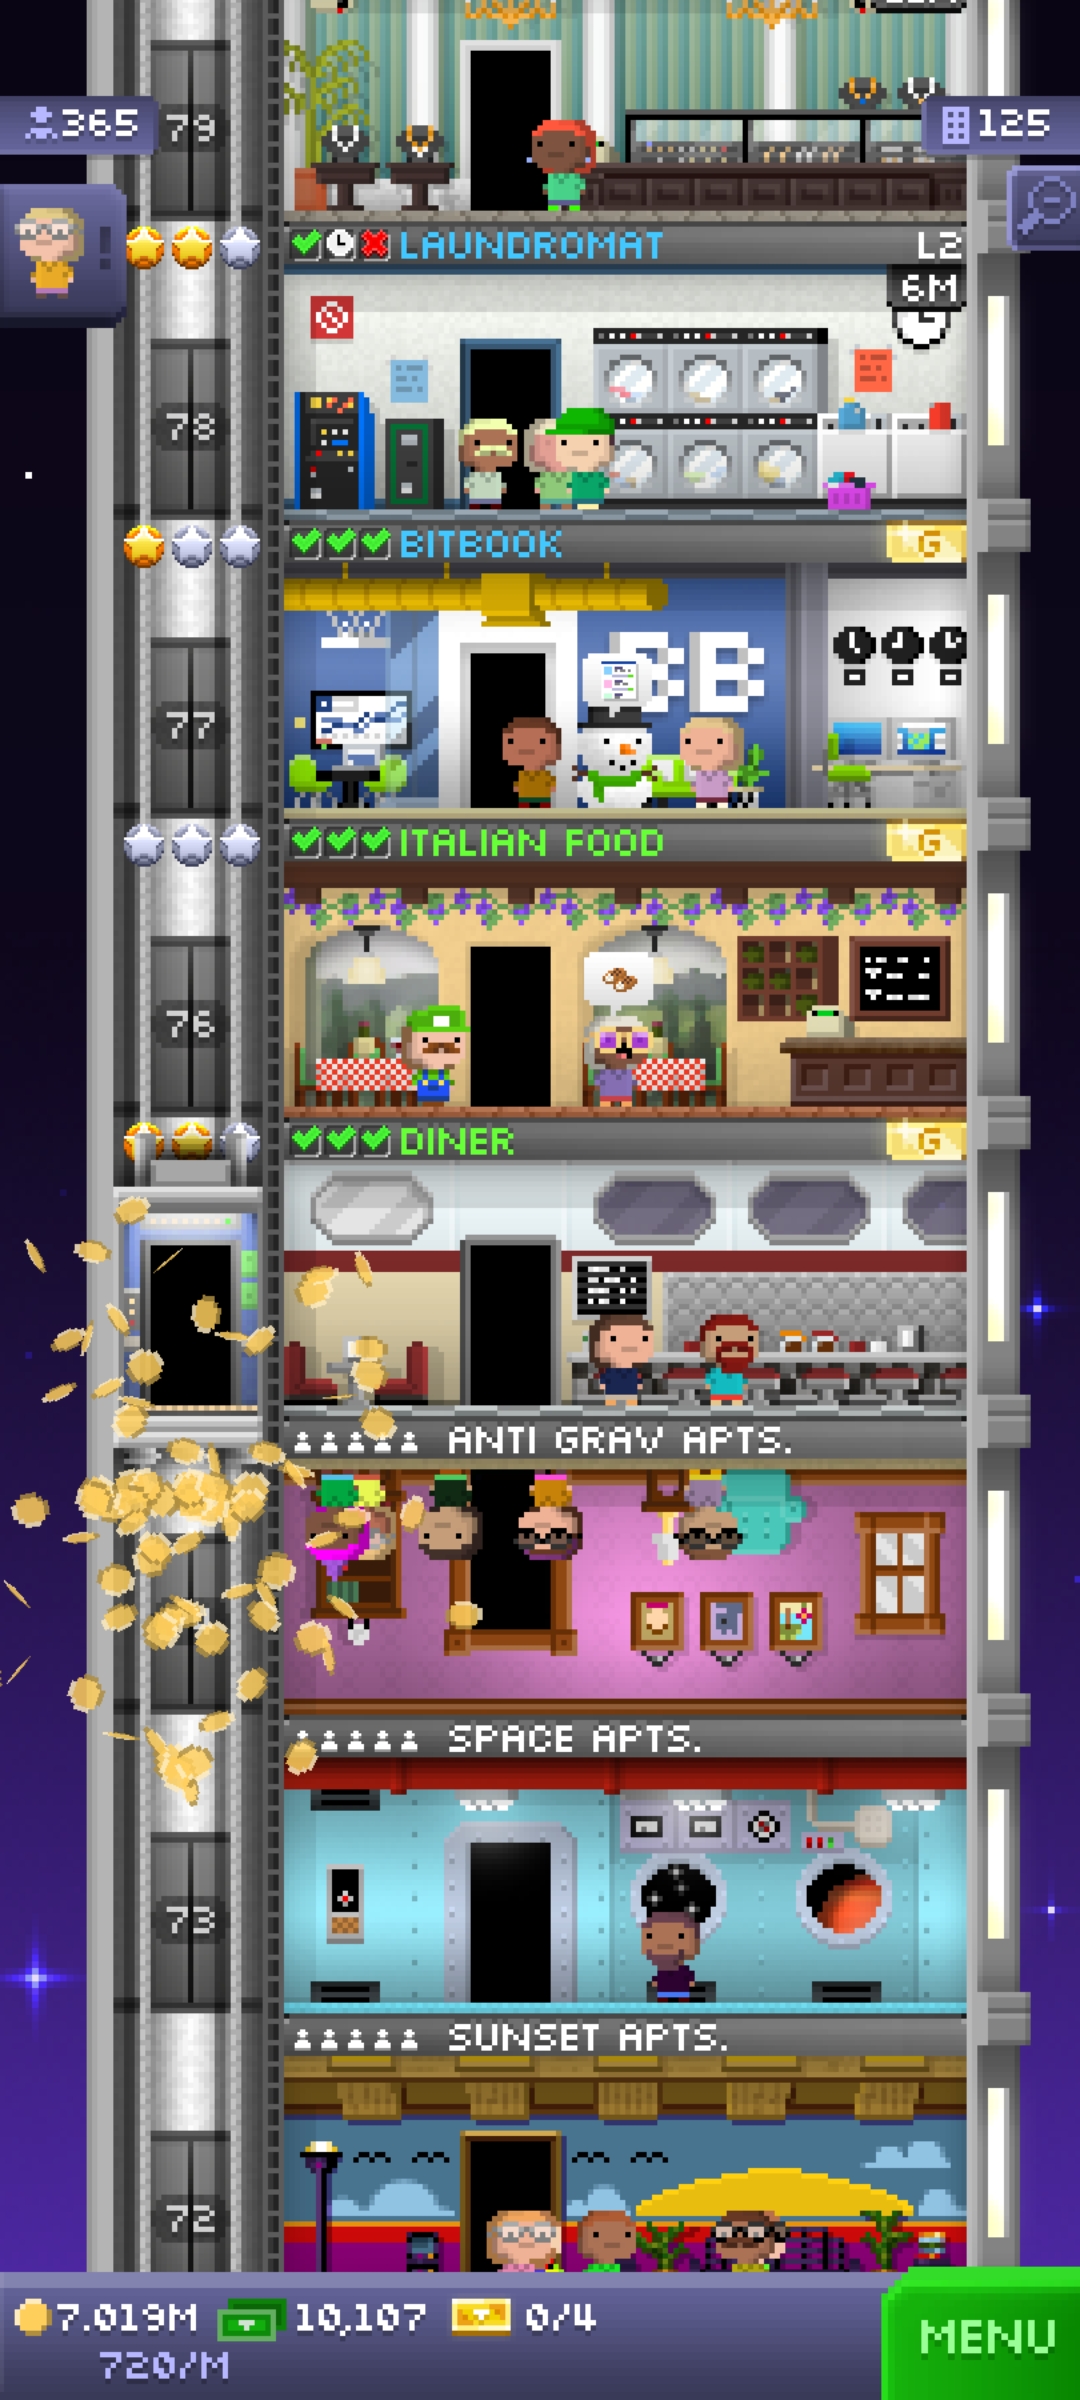 365
79
125
LAUNDROMAT
L2
6M
78
BITBOOK
G
BB
77
ITALIAN FOOD
G
76
DINER
G
ANTI GRAV APTS.
SPACE APTS.
73
SUNSET APTS.
72
7.019M
10,107
0/4
720/M
MENU